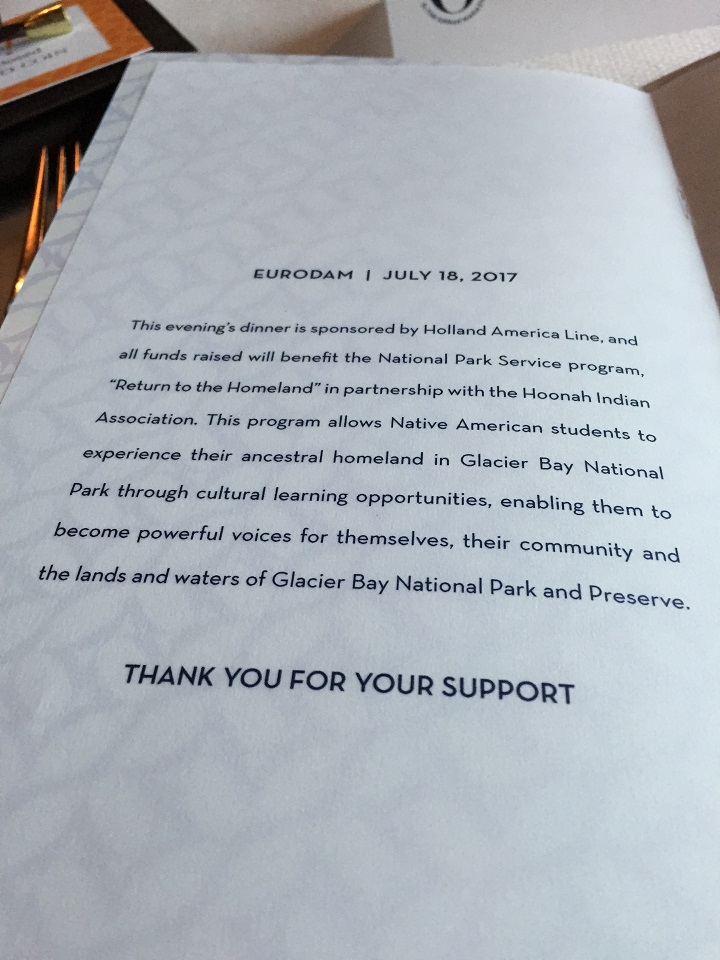 EURODAM | JULY 18, 2017
This evening's dinner is sponsored by Holland America Line, and
all funds raised will benefit the National Park Service program,
"Return to the Homeland" in partnership with the Hoonah Indian
Association. This program allows Native American students to
experience their ancestral homeland in Glacier Bay National
Park through cultural learning opportunities, enabling them to
become powerful voices for themselves, their community and
the lands and waters of Glacier Bay National Park and Preserve.
THANK YOU FOR YOUR SUPPORT